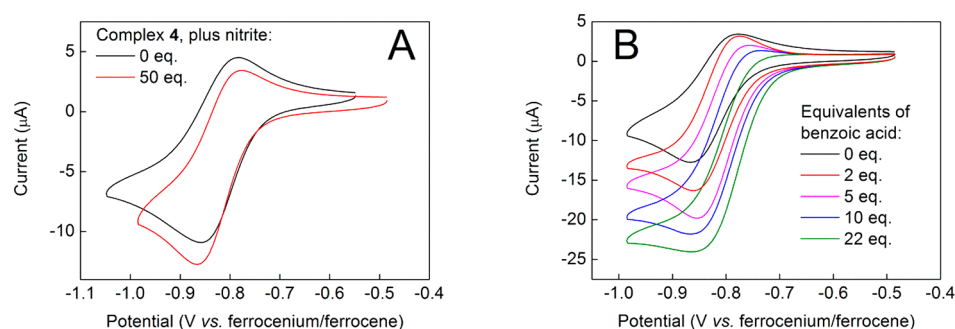 Complex 4, plus nitrite:
0 eq.
50 eq.
A
5
0
-5
-10
Current (μA)
-1.1 -1.0 -0.9 -0.8 -0.7 -0.6 -0.5 -0.4
Potential (V vs. ferrocenium/ferrocene)
B
5
0
-5
-10
-15
-20
-25
Current (μA)
Equivalents of
benzoic acid:
0 eq.
2 eq.
5 eq.
10 eq.
22 eq.
-1.0 -0.9 -0.8 -0.7 -0.6 -0.5 -0.4
Potential (V vs. ferrocenium/ferrocene)